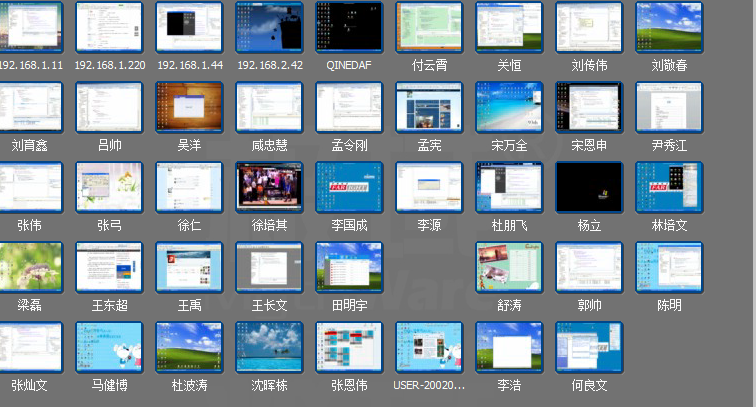 192.168.1.11 192.168.1.220 192.168.1.44 192.168.2.42 QINEDAF 付云霄 关恒 刘传伟 刘敬春
刘育鑫 吕帅 吴洋 咸忠慧 孟令刚 孟宪 宋万全 宋恩申 尹秀江
张伟 张弓 徐仁 徐培其 李国成 李源 杜朋飞 杨立 林培文
梁磊 王东超 王禹 王长文 田明宇 舒涛 郭帅 陈明
张灿文 马健博 杜波涛 沈晖栋 张恩伟 USER-20020... 李浩 何良文